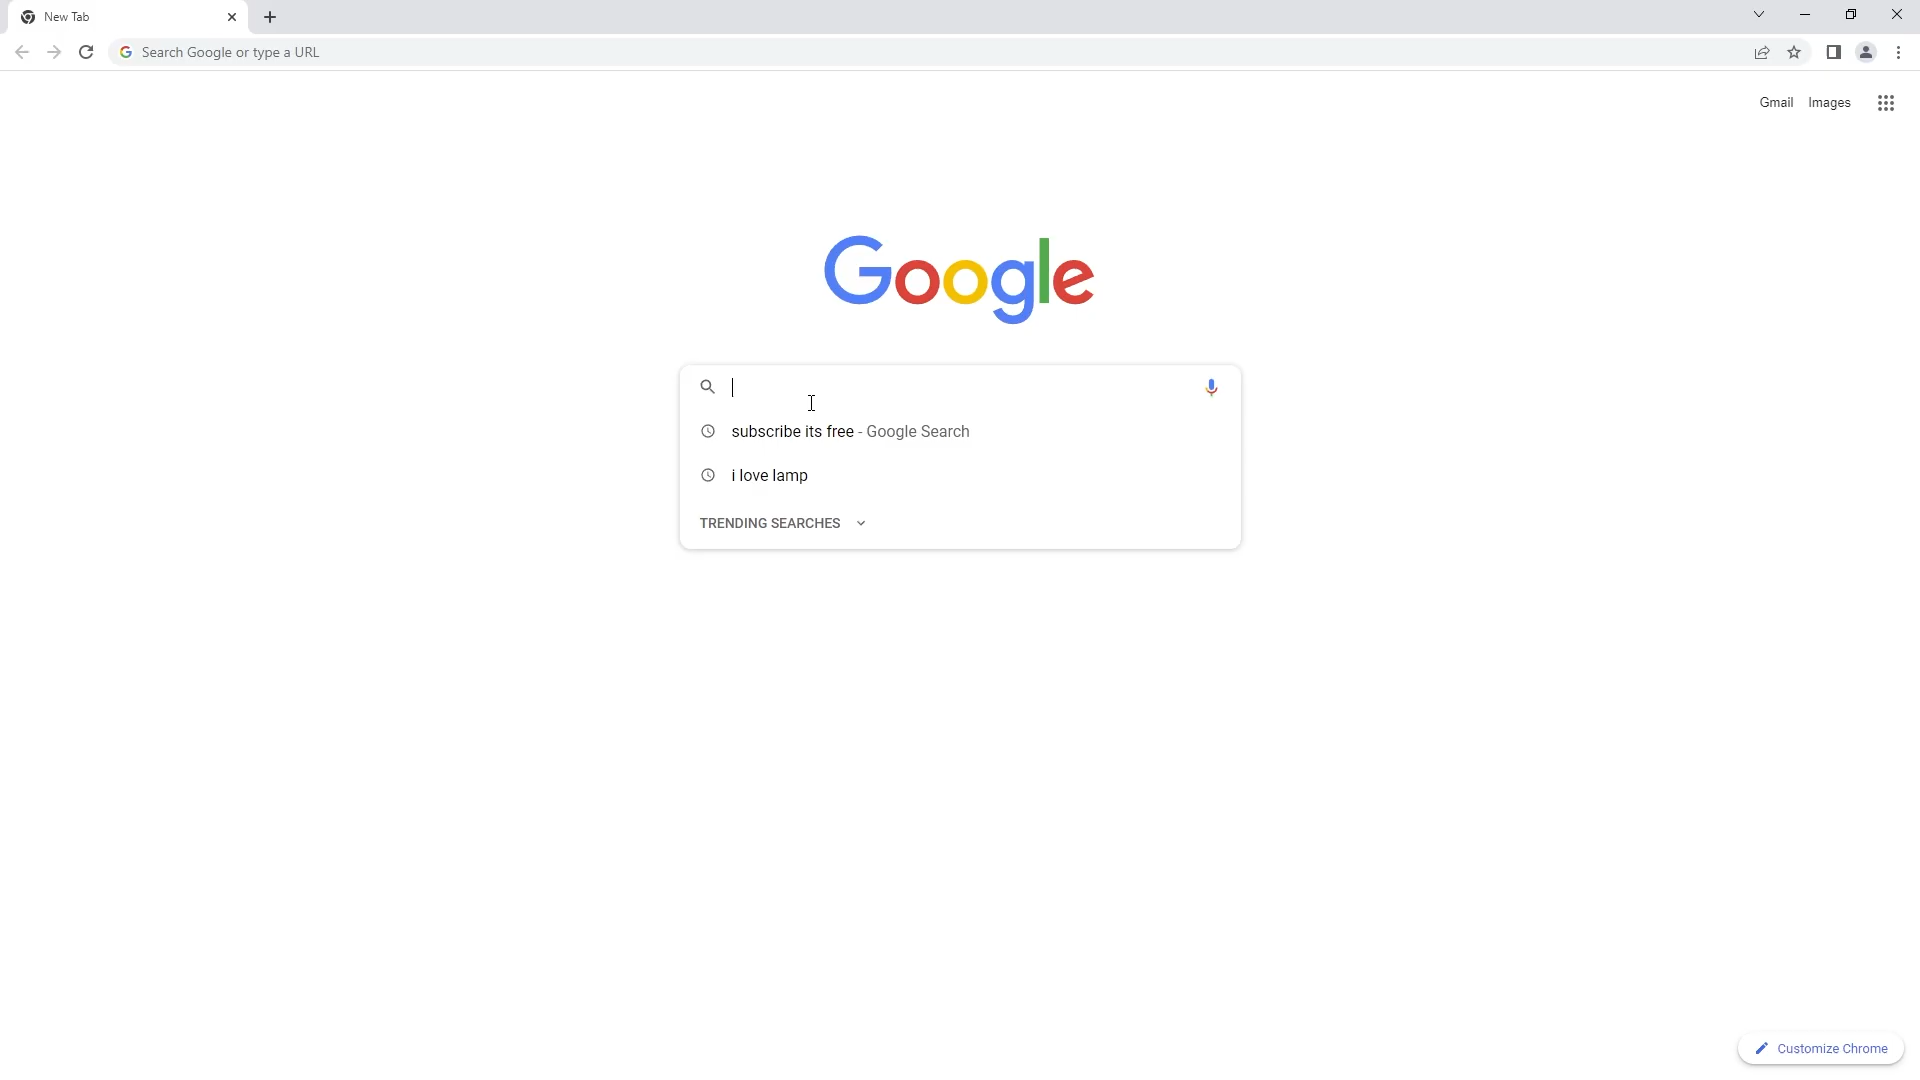 New Tab
Search Google or type a URL
Gmail Images
Google
subscribe its free - Google Search
i love lamp
TRENDING SEARCHES
Customize Chrome